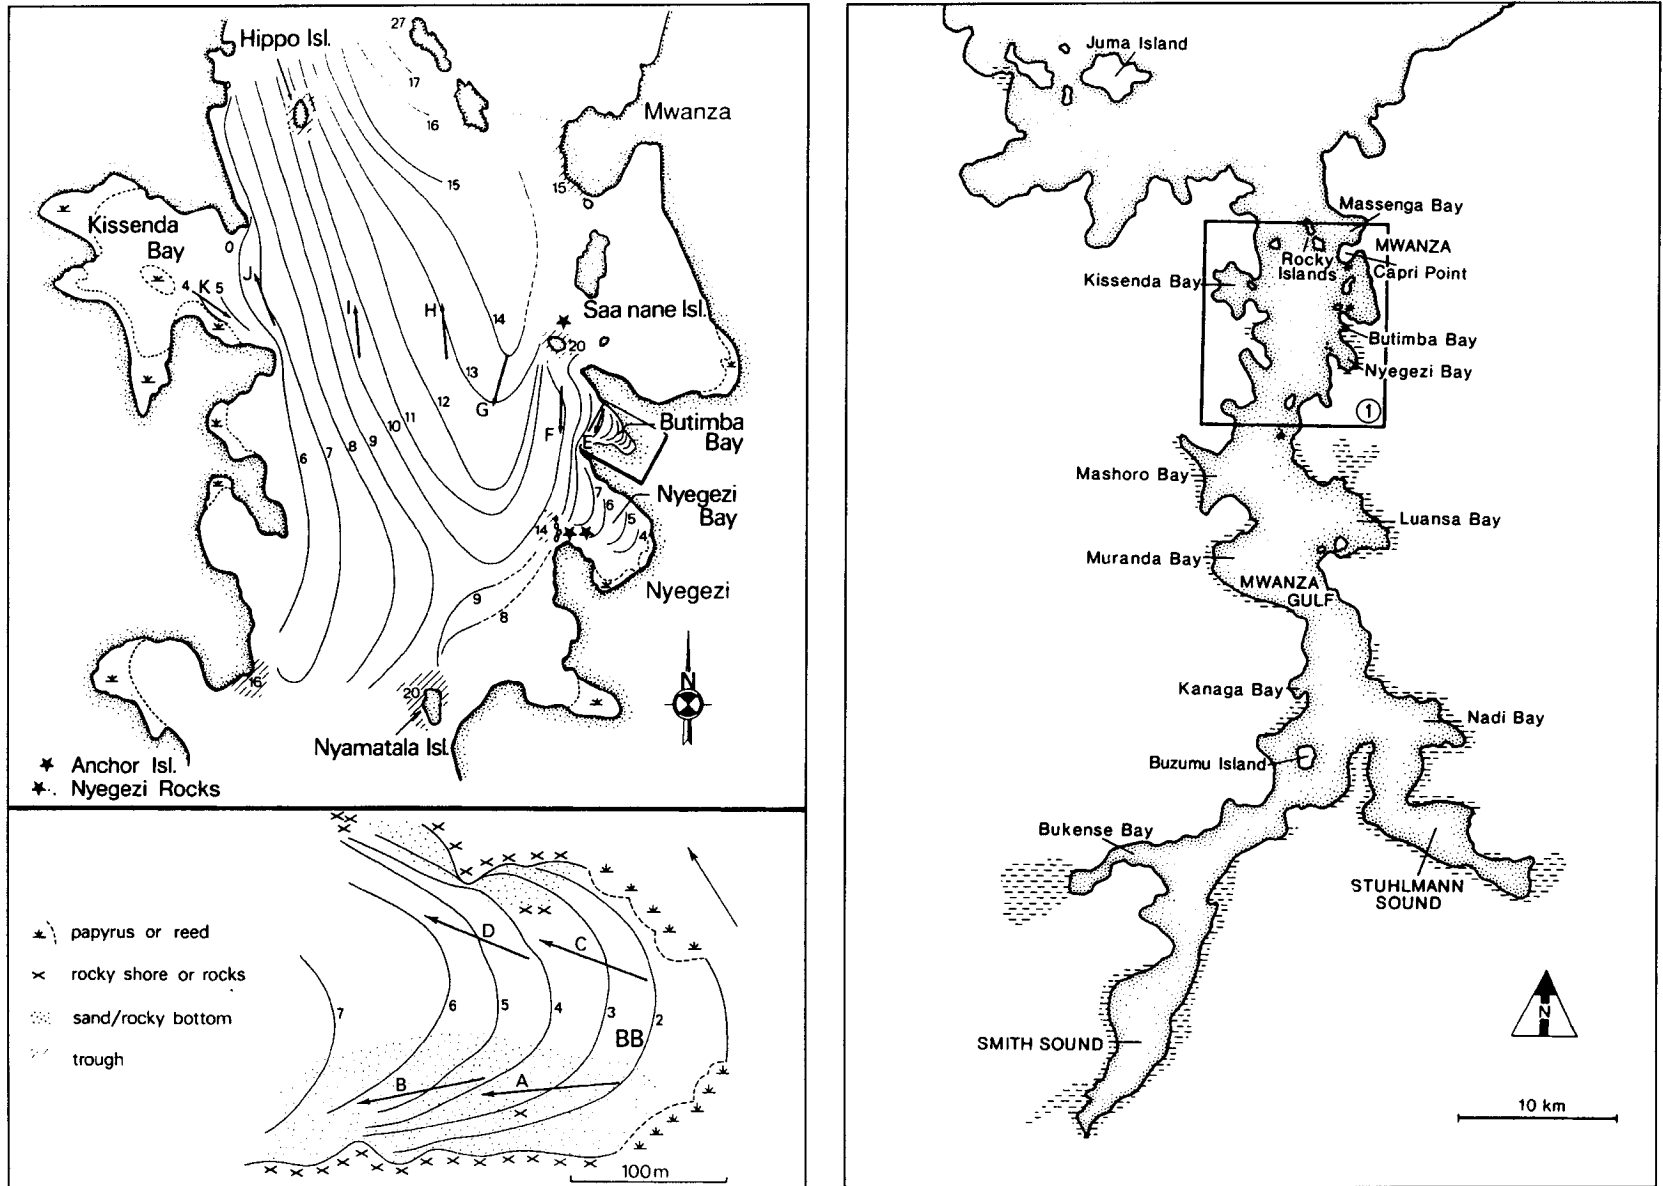 Hippo Isl.
27
17
16
Mwanza
15
15
Kissenda
Bay
4 K 5
J
I
H
14
Saa nane Isl.
20
13
G
12
11
10
9
8
7
6
F
E
Butimba
Bay
Nyegezi
Bay
7
6
5
4
14
Nyegezi
9
8
16
20
N
Nyamatala Isl.
Anchor Isl.
Nyegezi Rocks
papyrus or reed
rocky shore or rocks
sand/rocky bottom
trough
D
C
7
6
5
4
3
2
BB
B
A
100m
Juma Island
Massenga Bay
MWANZA
Rocky
Islands
Capri Point
Kissenda Bay
Butimba Bay
Nyegezi Bay
1
Mashoro Bay
Luansa Bay
Muranda Bay
MWANZA
GULF
Kanaga Bay
Nadi Bay
Buzumu Island
Bukense Bay
STUHLMANN
SOUND
N
SMITH SOUND
10 km